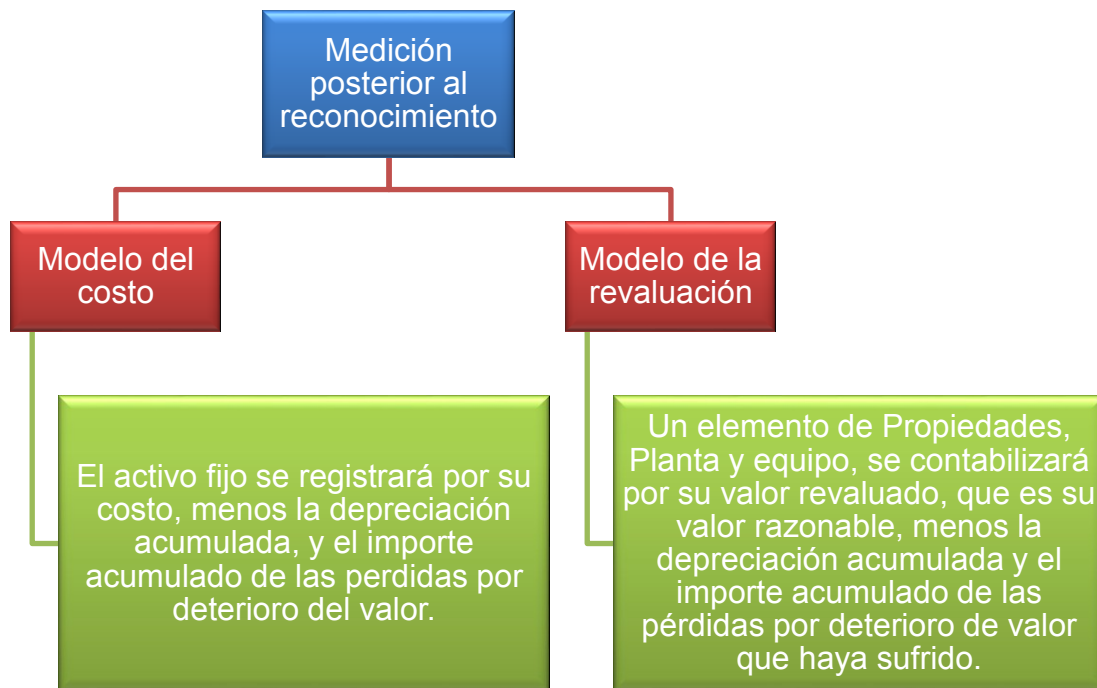 Medición
posterior al
reconocimiento
Modelo del
costo
Modelo de la
revaluación
El activo fijo se registrará por su
costo, menos la depreciación
acumulada, y el importe
acumulado de las perdidas por
deterioro del valor.
Un elemento de Propiedades,
Planta y equipo, se contabilizará
por su valor revaluado, que es su
valor razonable, menos la
depreciación acumulada y el
importe acumulado de las
pérdidas por deterioro de valor
que haya sufrido.